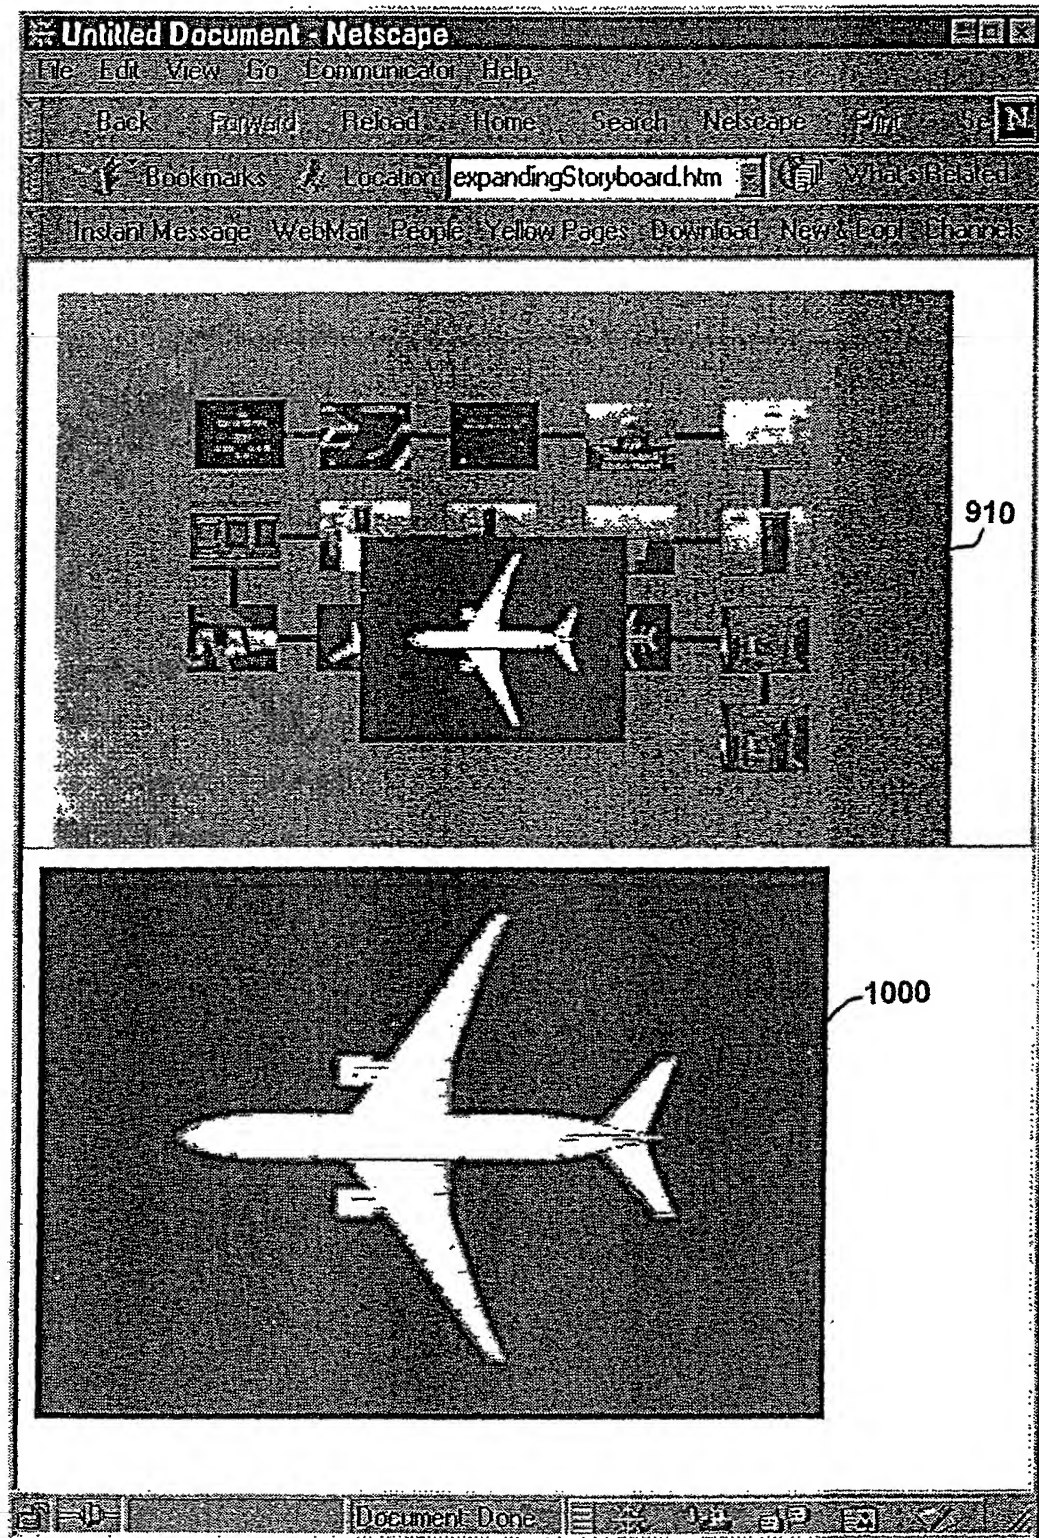 Untitled Document - Netscape
File Edit View Go Communicator Help
Back Forward Reload Home Search Netscape Print Se N
Bookmarks Location: expandingStoryboard.htm What's Related
Instant Message WebMail People Yellow Pages Download New & Cool Channels
910
1000
Document: Done